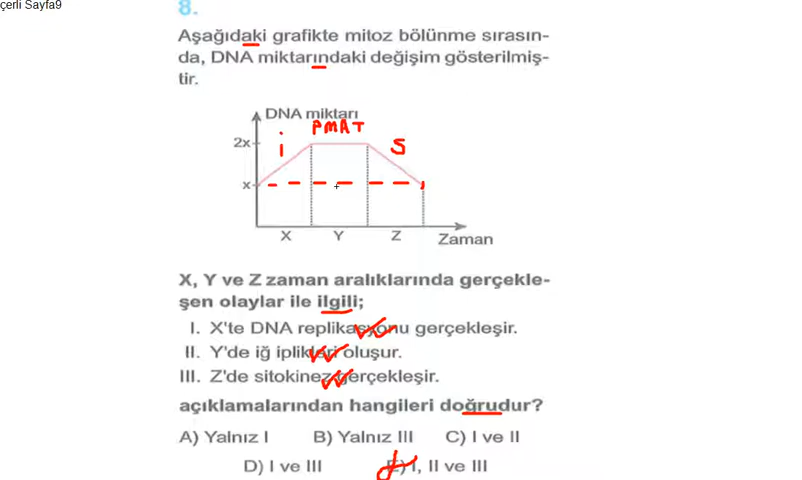 çerli Sayfa9
8.
Aşağıdaki grafikte mitoz bölünme sırasın-
da, DNA miktarındaki değişim gösterilmiş-
tir.
DNA miktarı
PMAT
2x
i
S
x
X Y Z Zaman
X, Y ve Z zaman aralıklarında gerçekle-
şen olaylar ile ilgili;
I. X'te DNA replikasyonu gerçekleşir.
II. Y'de iğ iplikleri oluşur.
III. Z'de sitokinez gerçekleşir.
açıklamalarından hangileri doğrudur?
A) Yalnız I B) Yalnız III C) I ve II
D) I ve III E) I, II ve III